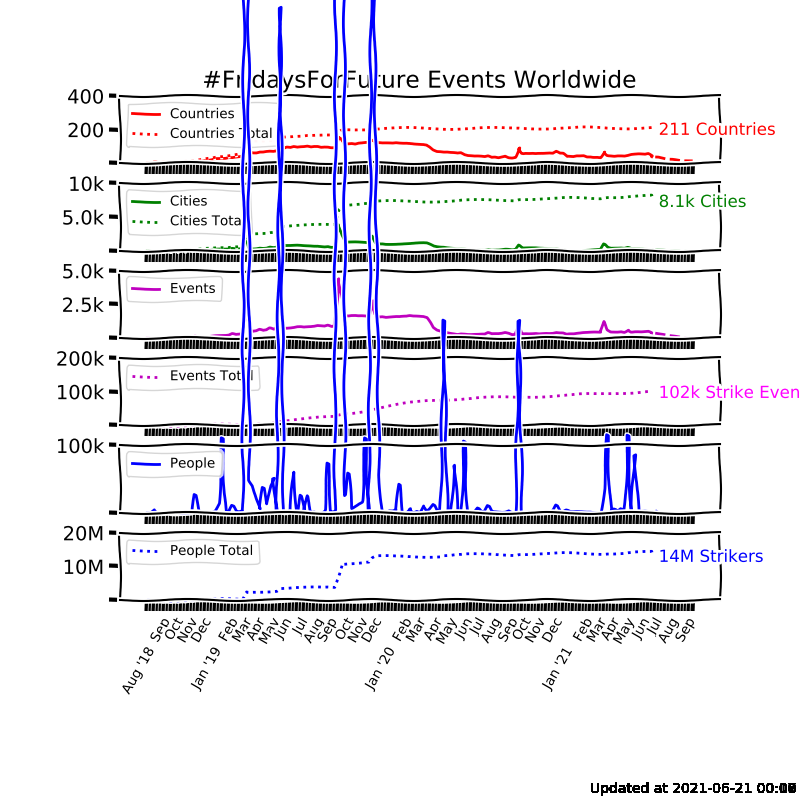 #FridaysForFuture Events Worldwide
400
200
Countries
Countries Total
211 Countries
10k
5.0k
Cities
Cities Total
8.1k Cities
5.0k
2.5k
Events
200k
100k
Events Total
102k Strike Even
100k
People
20M
10M
People Total
14M Strikers
Aug '18
Sep
Oct
Nov
Dec
Jan '19
Feb
Mar
Apr
May
Jun
Jul
Aug
Sep
Oct
Nov
Dec
Jan '20
Feb
Mar
Apr
May
Jun
Jul
Aug
Sep
Oct
Nov
Dec
Jan '21
Feb
Mar
Apr
May
Jun
Jul
Aug
Sep
Updated at 2021-06-21